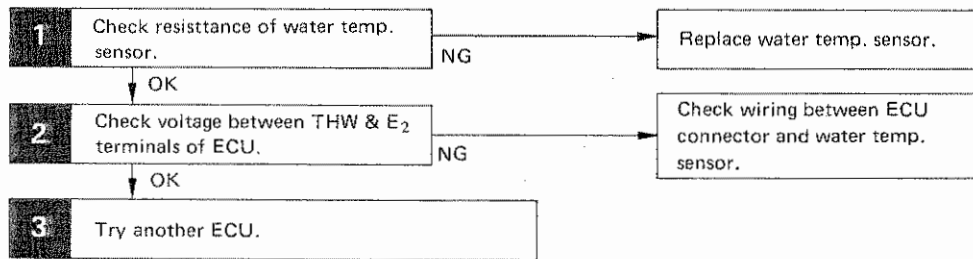 1
Check resisttance of water temp.
sensor.
NG
Replace water temp. sensor.
OK
2
Check voltage between THW & E₂
terminals of ECU.
NG
Check wiring between ECU
connector and water temp.
sensor.
OK
3
Try another ECU.